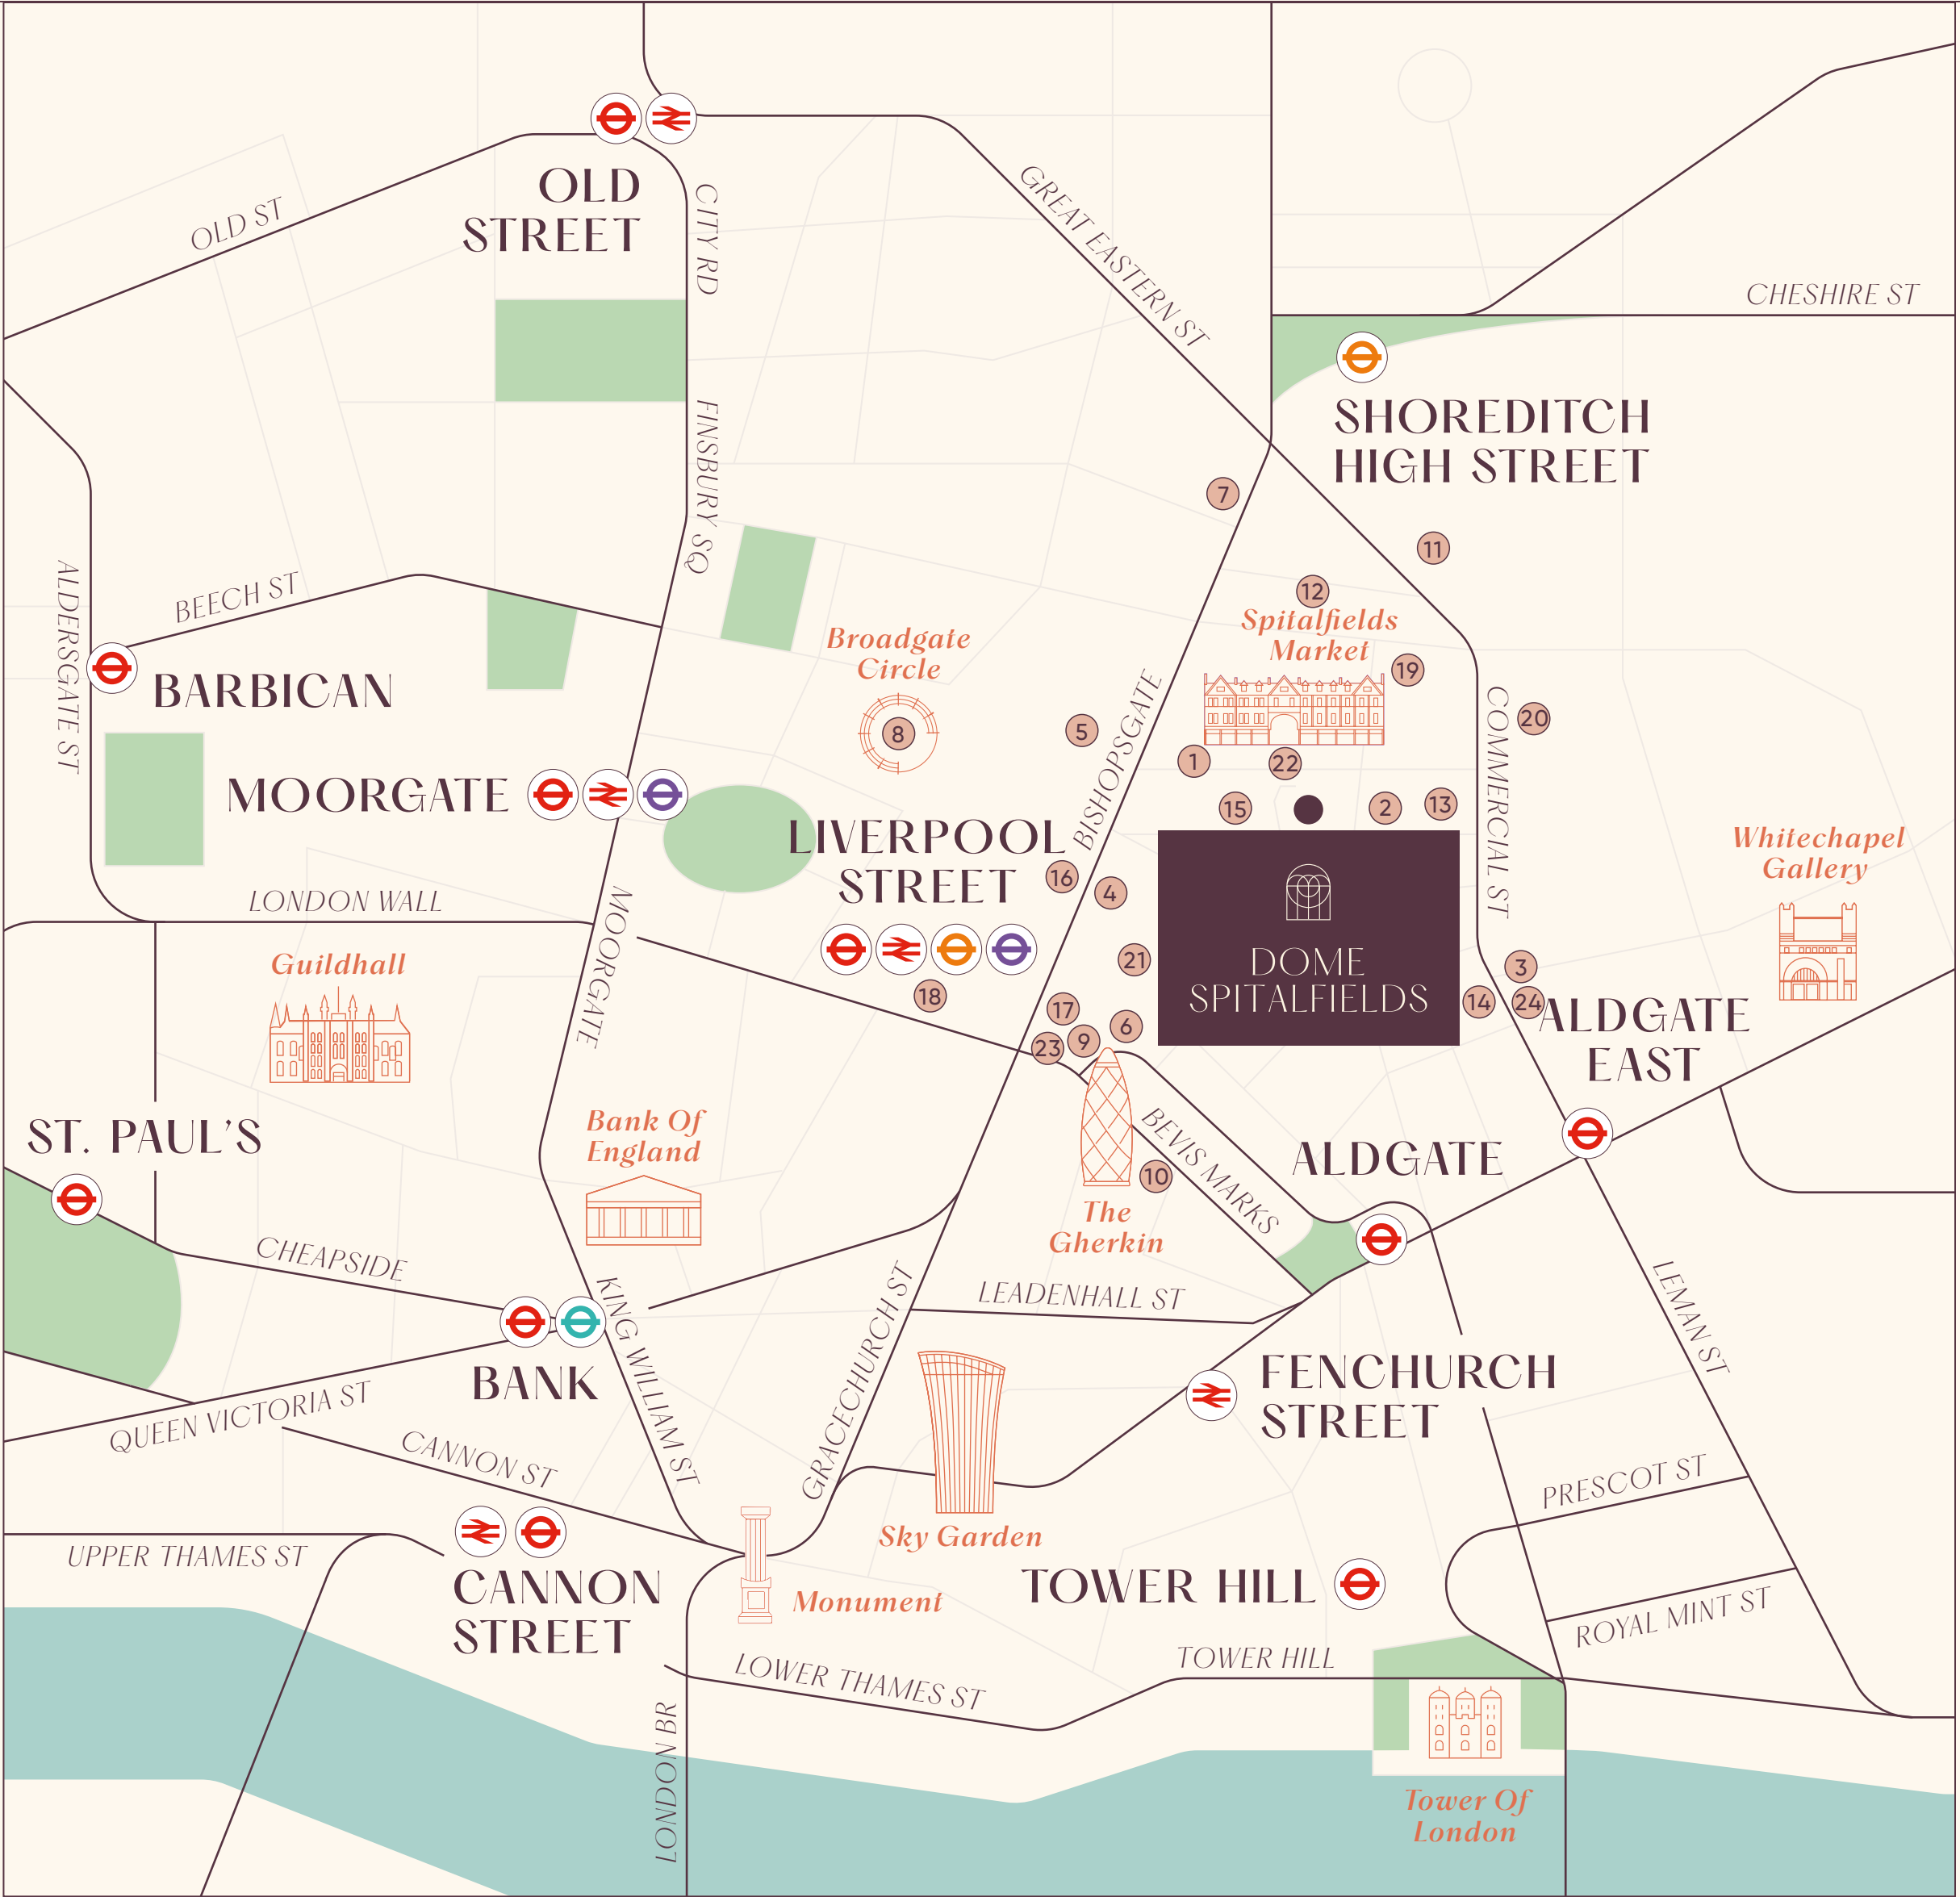 OLD
STREET
OLD ST
CITY RD
GREAT EASTERN ST
CHESHIRE ST
SHOREDITCH
HIGH STREET
FINSBURY SQ
7
11
12
ALDERSGATE ST
BEECH ST
BARBICAN
Broadgate
Circle
8
5
BISHOPSGATE
Spitalfields
Market
19
20
COMMERCIAL ST
1
22
15
2
13
MOORGATE
LIVERPOOL
STREET
16
4
21
18
17
6
9
23
DOME
SPITALFIELDS
3
14
24
Whitechapel
Gallery
ALDGATE
EAST
LONDON WALL
MOORGATE
Guildhall
ST. PAUL'S
Bank Of
England
10
The
Gherkin
BEVIS MARKS
ALDGATE
CHEAPSIDE
LEADENHALL ST
LEMAN ST
KING WILLIAM ST
GRACECHURCH ST
BANK
QUEEN VICTORIA ST
CANNON ST
FENCHURCH
STREET
PRESCOT ST
Sky Garden
UPPER THAMES ST
CANNON
STREET
Monument
TOWER HILL
ROYAL MINT ST
TOWER HILL
LOWER THAMES ST
LONDON BR
Tower Of
London